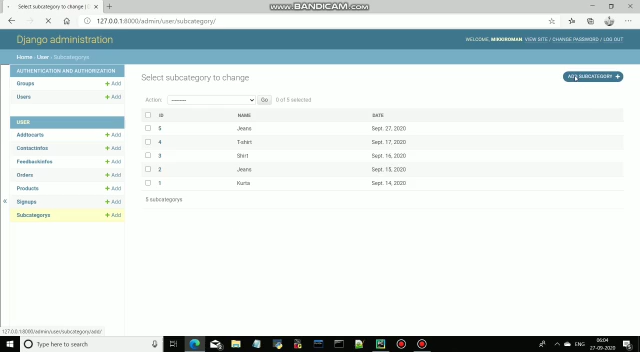 www.BANDICAM.com
Select subcategory to change | D
127.0.0.1:8000/admin/user/subcategory/
Django administration
WELCOME, MIKKIROMAN. VIEW SITE / CHANGE PASSWORD / LOG OUT
Home › User › Subcategorys
AUTHENTICATION AND AUTHORIZATION
Groups + Add
Users + Add
USER
Addtocarts + Add
Contactinfos + Add
Feedbackinfos + Add
Orders + Add
Products + Add
Signups + Add
Subcategorys + Add
«
Select subcategory to change
ADD SUBCATEGORY +
Action: --------- Go 0 of 5 selected
ID NAME DATE
5 Jeans Sept. 27, 2020
4 T-shirt Sept. 17, 2020
3 Shirt Sept. 16, 2020
2 Jeans Sept. 15, 2020
1 Kurta Sept. 14, 2020
5 subcategorys
127.0.0.1:8000/admin/user/subcategory/add/
Type here to search
ENG
06:04
27-09-2020